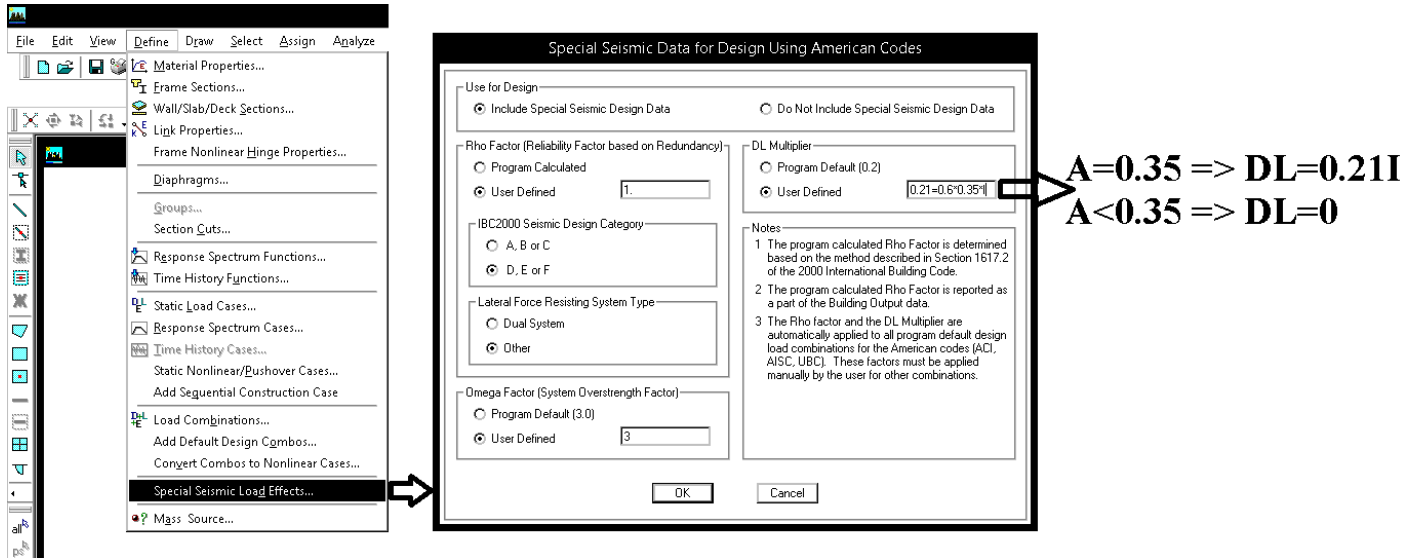 File Edit View Define Draw Select Assign Analyze
Material Properties...
Frame Sections...
Wall/Slab/Deck Sections...
Link Properties...
Frame Nonlinear Hinge Properties...
Diaphragms...
Groups...
Section Cuts...
Response Spectrum Functions...
Time History Functions...
Static Load Cases...
Response Spectrum Cases...
Time History Cases...
Static Nonlinear/Pushover Cases...
Add Sequential Construction Case
Load Combinations...
Add Default Design Combos...
Convert Combos to Nonlinear Cases...
Special Seismic Load Effects...
Mass Source...
all
ps
Special Seismic Data for Design Using American Codes
Use for Design
Include Special Seismic Design Data
Do Not Include Special Seismic Design Data
Rho Factor (Reliability Factor based on Redundancy)
Program Calculated
User Defined 1.
IBC2000 Seismic Design Category
A, B or C
D, E or F
Lateral Force Resisting System Type
Dual System
Other
Omega Factor (System Overstrength Factor)
Program Default (3.0)
User Defined 3
DL Multiplier
Program Default (0.2)
User Defined 0.21=0.6*0.35*I
Notes
1 The program calculated Rho Factor is determined
based on the method described in Section 1617.2
of the 2000 International Building Code.
2 The program calculated Rho Factor is reported as
a part of the Building Output data.
3 The Rho factor and the DL Multiplier are
automatically applied to all program default design
load combinations for the American codes (ACI,
AISC, UBC). These factors must be applied
manually by the user for other combinations.
OK Cancel
A=0.35 => DL=0.21I
A<0.35 => DL=0